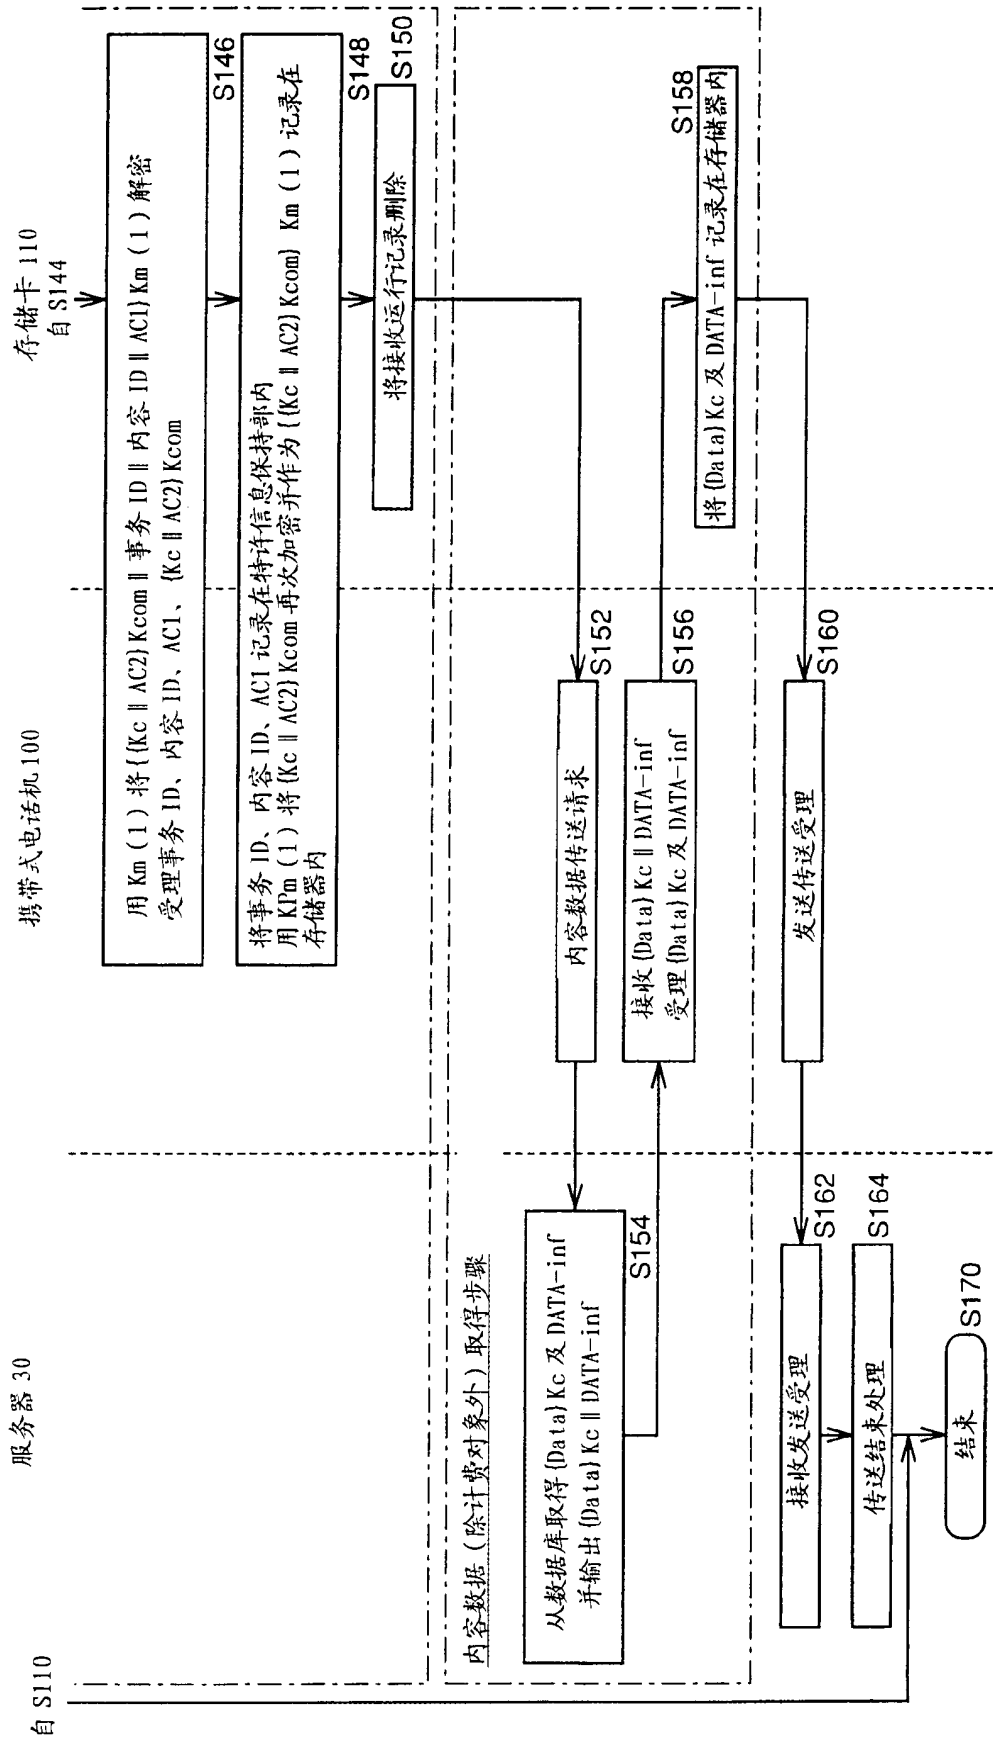 自 S110
服务器 30
携带式电话机100
存储卡 110
自 S144
用 Km (1) 将{{Kc ‖ AC2} Kcom ‖ 事务 ID ‖ 内容 ID ‖ AC1} Km (1) 解密
受理事务 ID、内容 ID、AC1、{Kc ‖ AC2} Kcom
S146
将事务 ID、内容 ID、AC1 记录在特许信息保持部内
用 KPm (1) 将{Kc ‖ AC2} Kcom 再次加密并作为 {{Kc ‖ AC2} Kcom} Km (1) 记录在
存储器内
S148
将接收运行记录删除
S150
内容数据（除计费对象外）取得步骤
内容数据传送请求
S152
从数据库取得{Data} Kc 及 DATA-inf
并输出{Data} Kc ‖ DATA-inf
S154
接收{Data} Kc ‖ DATA-inf
受理{Data} Kc 及 DATA-inf
S156
将{Data} Kc 及 DATA-inf 记录在存储器内
S158
发送传送受理
S160
接收发送受理
S162
传送结束处理
S164
结束
S170